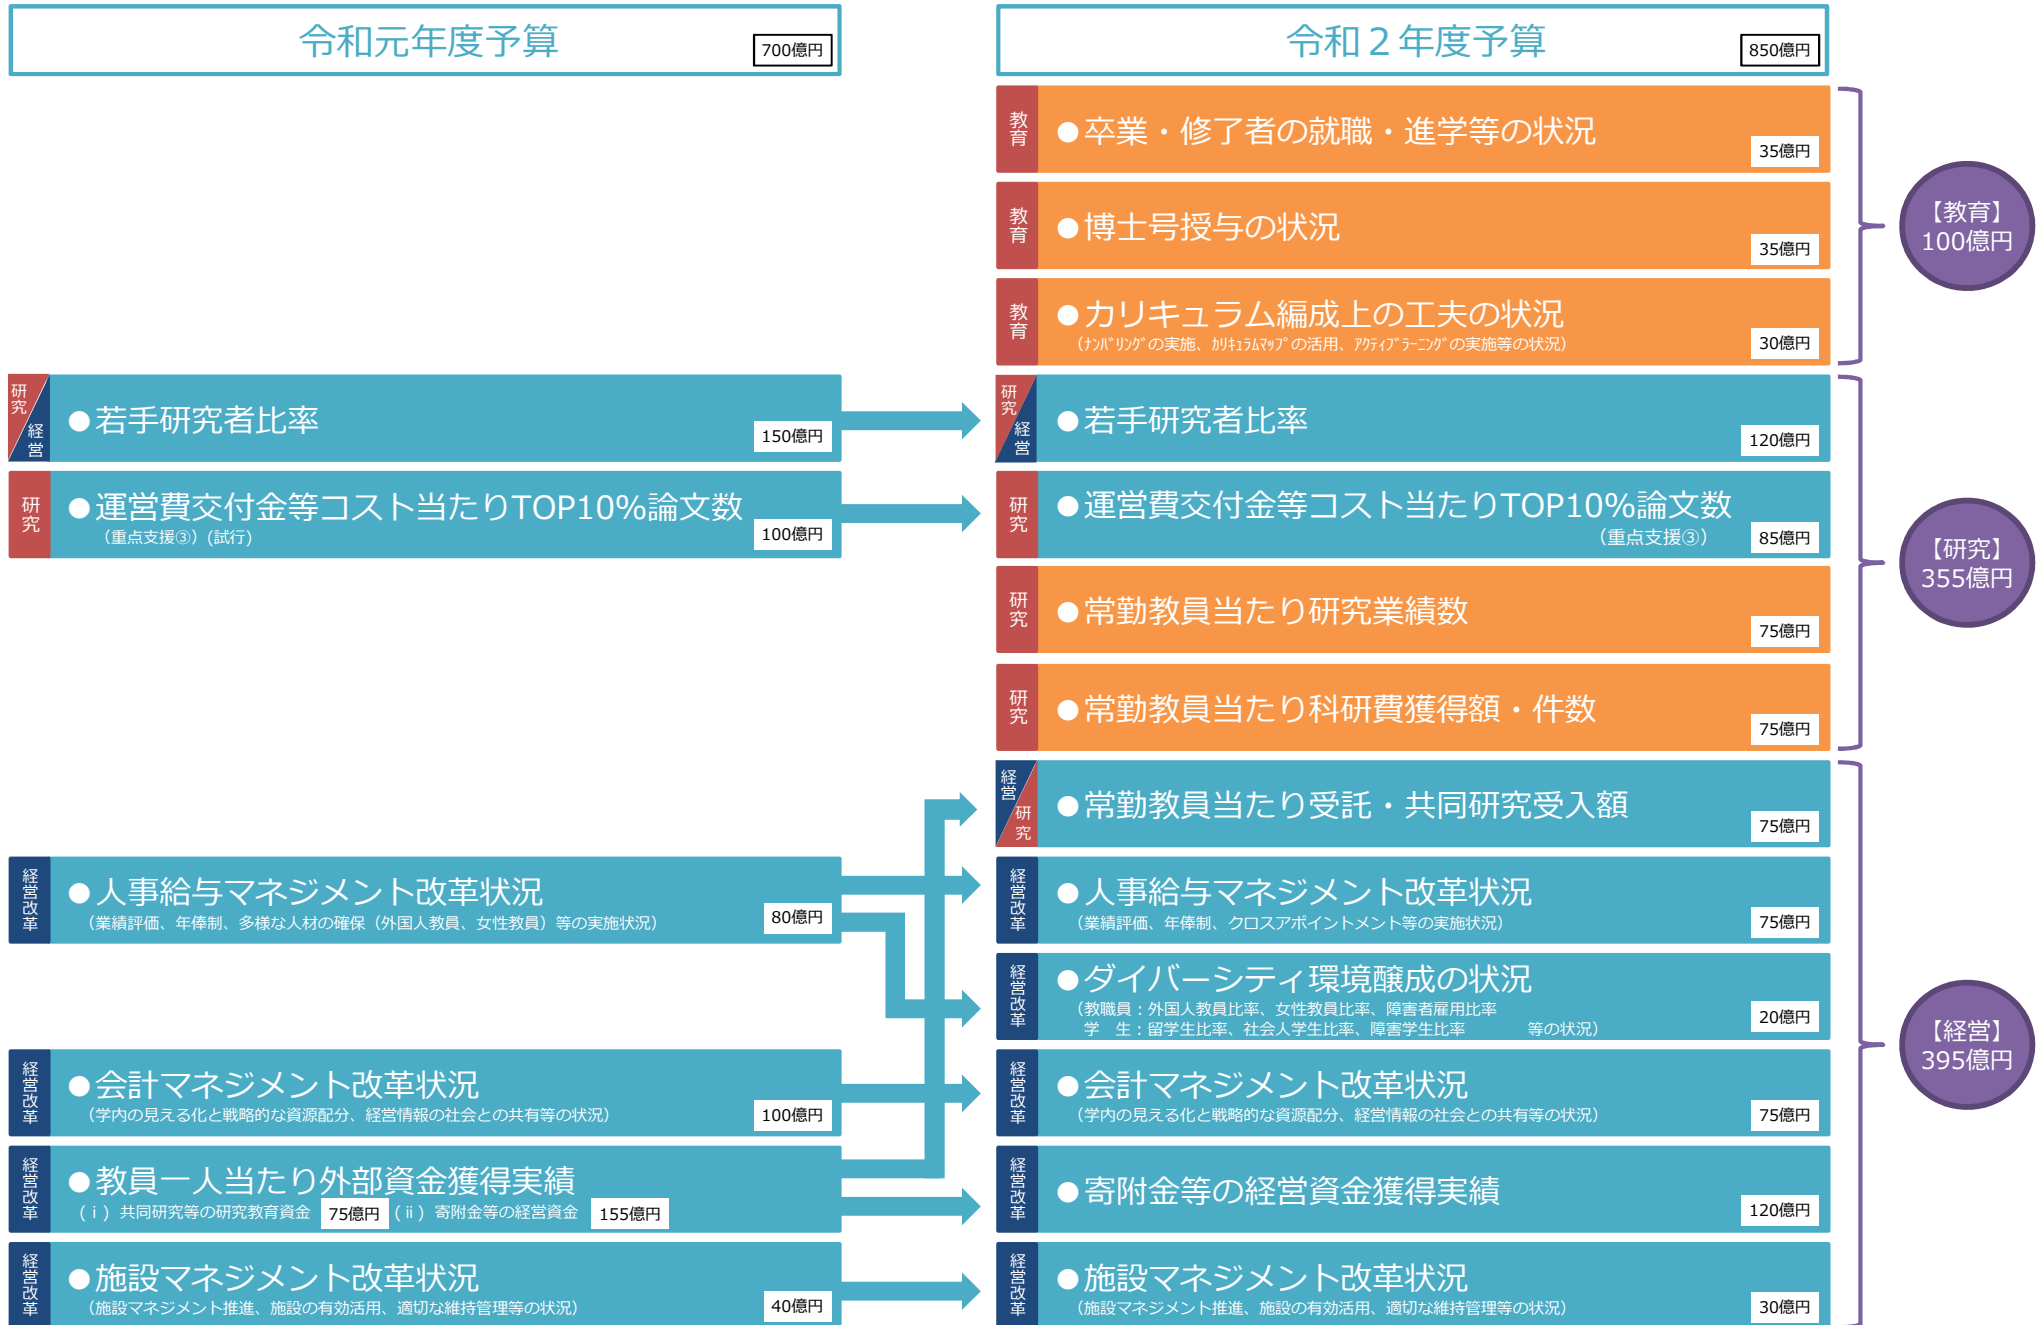 令和元年度予算
700億円
研究
経営
●若手研究者比率
150億円
研究
●運営費交付金等コスト当たりTOP10%論文数
（重点支援③）(試行)
100億円
経営改革
●人事給与マネジメント改革状況
（業績評価、年俸制、多様な人材の確保（外国人教員、女性教員）等の実施状況）
80億円
経営改革
●会計マネジメント改革状況
（学内の見える化と戦略的な資源配分、経営情報の社会との共有等の状況）
100億円
経営改革
●教員一人当たり外部資金獲得実績
（ⅰ）共同研究等の研究教育資金 75億円 （ⅱ）寄附金等の経営資金 155億円
経営改革
●施設マネジメント改革状況
（施設マネジメント推進、施設の有効活用、適切な維持管理等の状況）
40億円
令和２年度予算
850億円
教育
●卒業・修了者の就職・進学等の状況
35億円
教育
●博士号授与の状況
35億円
教育
●カリキュラム編成上の工夫の状況
（ﾅﾝﾊﾞﾘﾝｸﾞの実施、ｶﾘｷｭﾗﾑﾏｯﾌﾟの活用、ｱｸﾃｨﾌﾞﾗｰﾆﾝｸﾞの実施等の状況）
30億円
研究
経営
●若手研究者比率
120億円
研究
●運営費交付金等コスト当たりTOP10%論文数
（重点支援③）
85億円
研究
●常勤教員当たり研究業績数
75億円
研究
●常勤教員当たり科研費獲得額・件数
75億円
経営
研究
●常勤教員当たり受託・共同研究受入額
75億円
経営改革
●人事給与マネジメント改革状況
（業績評価、年俸制、クロスアポイントメント等の実施状況）
75億円
経営改革
●ダイバーシティ環境醸成の状況
（教職員：外国人教員比率、女性教員比率、障害者雇用比率
学　生：留学生比率、社会人学生比率、障害学生比率　　　　等の状況）
20億円
経営改革
●会計マネジメント改革状況
（学内の見える化と戦略的な資源配分、経営情報の社会との共有等の状況）
75億円
経営改革
●寄附金等の経営資金獲得実績
120億円
経営改革
●施設マネジメント改革状況
（施設マネジメント推進、施設の有効活用、適切な維持管理等の状況）
30億円
【教育】
100億円
【研究】
355億円
【経営】
395億円